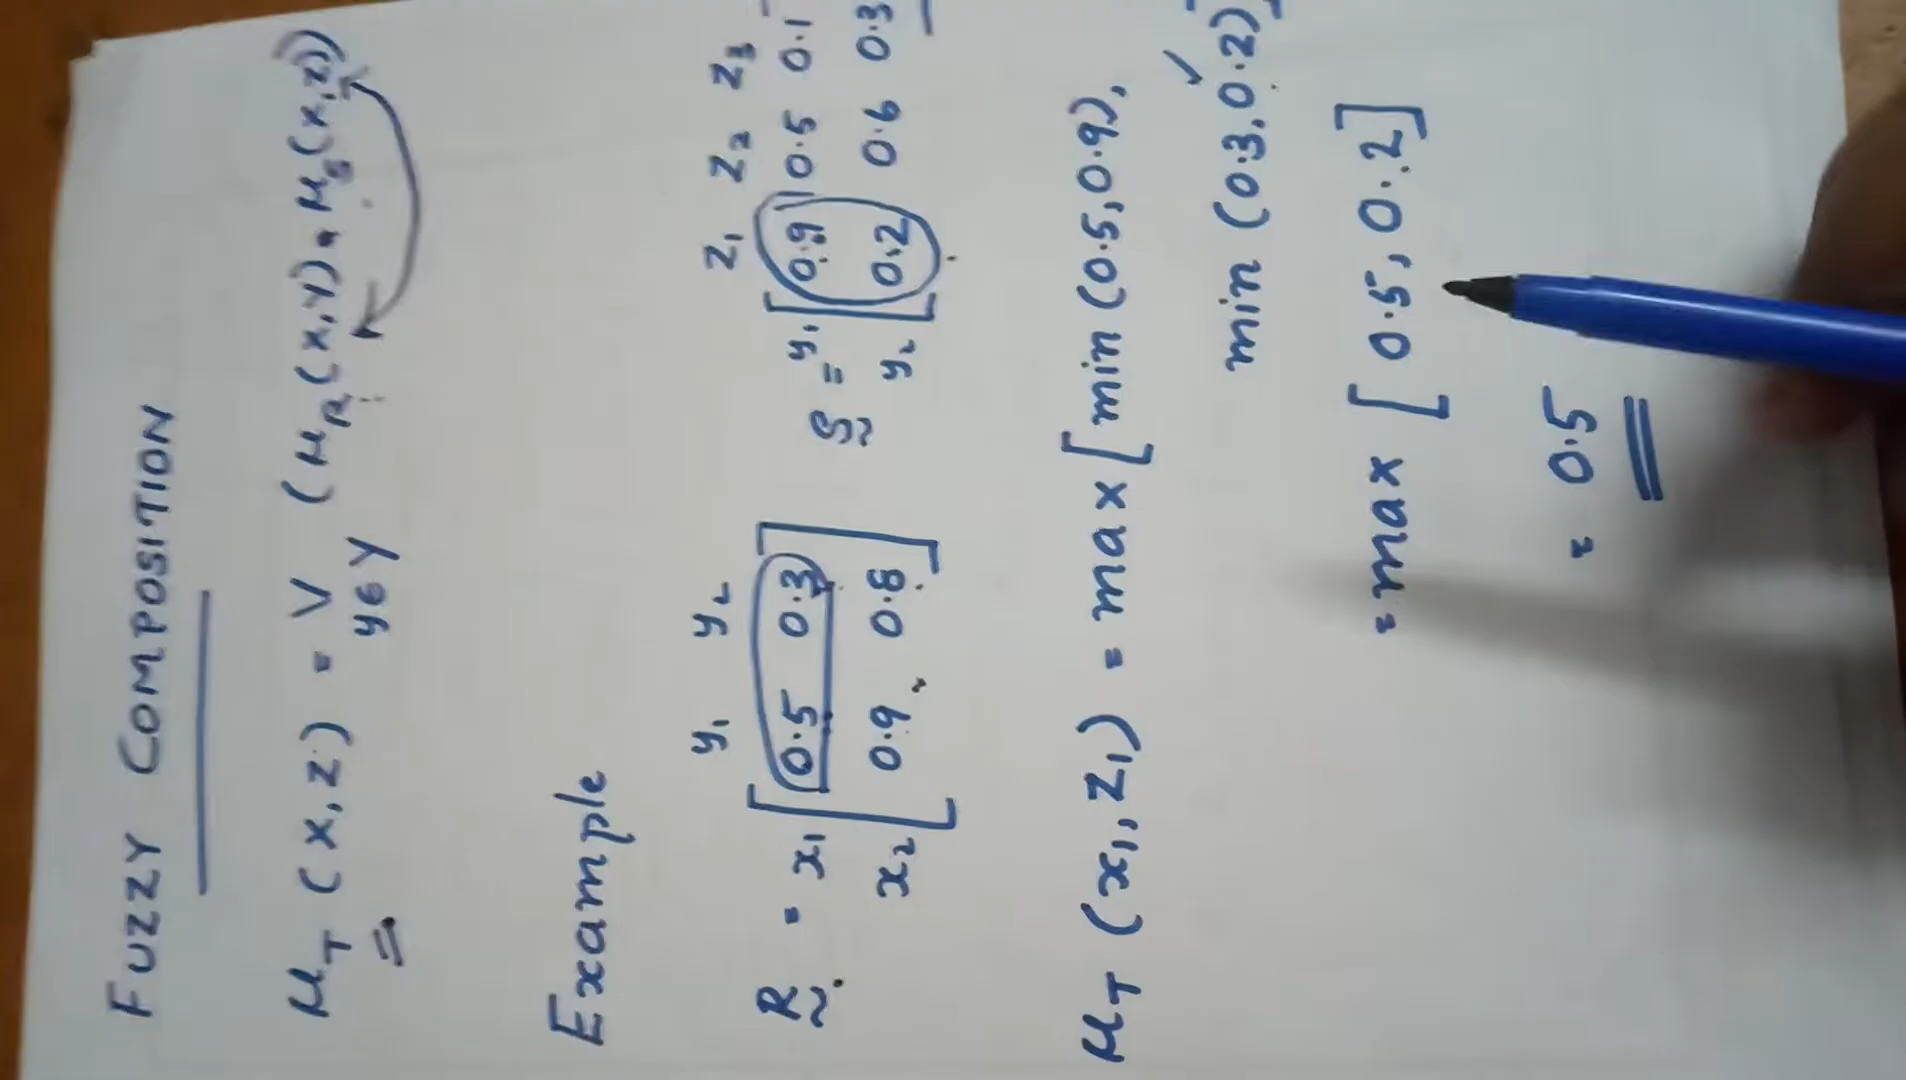 FUZZY COMPOSITION
μT (x,z) = V (μR (x,y) • μS (x,z))
y∈Y
Example
y1 y2 z1 z2 z3
R = x1 [ 0.5 0.3 ] S = y1 [ 0.9 0.5 0.1
x2 [ 0.9 0.8 ] y2 [ 0.2 0.6 0.3
μT (x1, z1) = max [ min (0.5, 0.9),
min (0.3, 0.2)]
= max [ 0.5, 0.2 ]
= 0.5